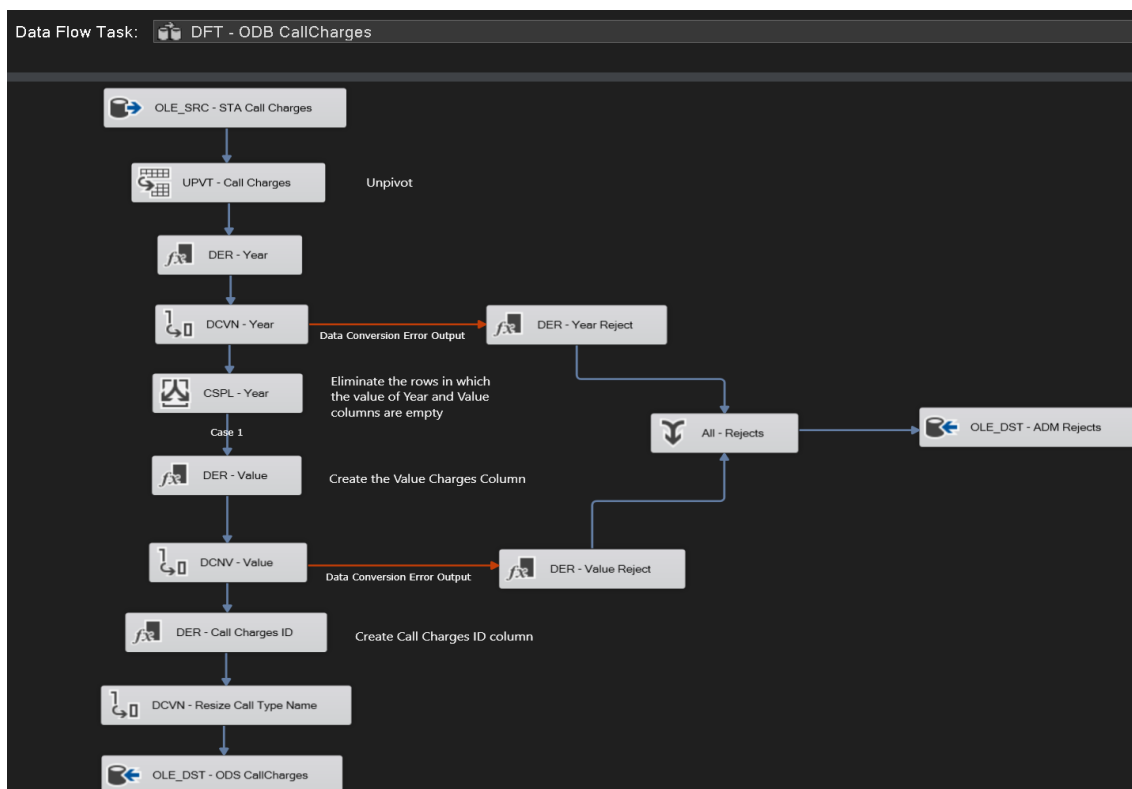 Data Flow Task: DFT - ODB CallCharges
OLE_SRC - STA Call Charges
UPVT - Call Charges
Unpivot
DER - Year
DCVN - Year
Data Conversion Error Output
DER - Year Reject
CSPL - Year
Eliminate the rows in which
the value of Year and Value
columns are empty
Case 1
All - Rejects
OLE_DST - ADM Rejects
DER - Value
Create the Value Charges Column
DCNV - Value
Data Conversion Error Output
DER - Value Reject
DER - Call Charges ID
Create Call Charges ID column
DCVN - Resize Call Type Name
OLE_DST - ODS CallCharges